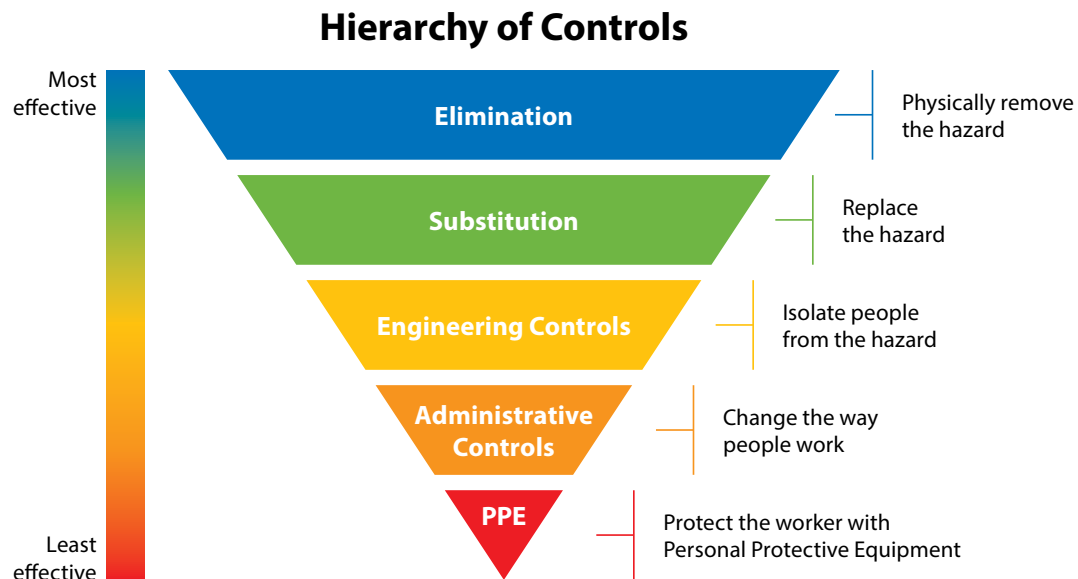 Hierarchy of Controls
Most
effective
Elimination
Physically remove
the hazard
Substitution
Replace
the hazard
Engineering Controls
Isolate people
from the hazard
Administrative
Controls
Change the way
people work
PPE
Protect the worker with
Personal Protective Equipment
Least
effective